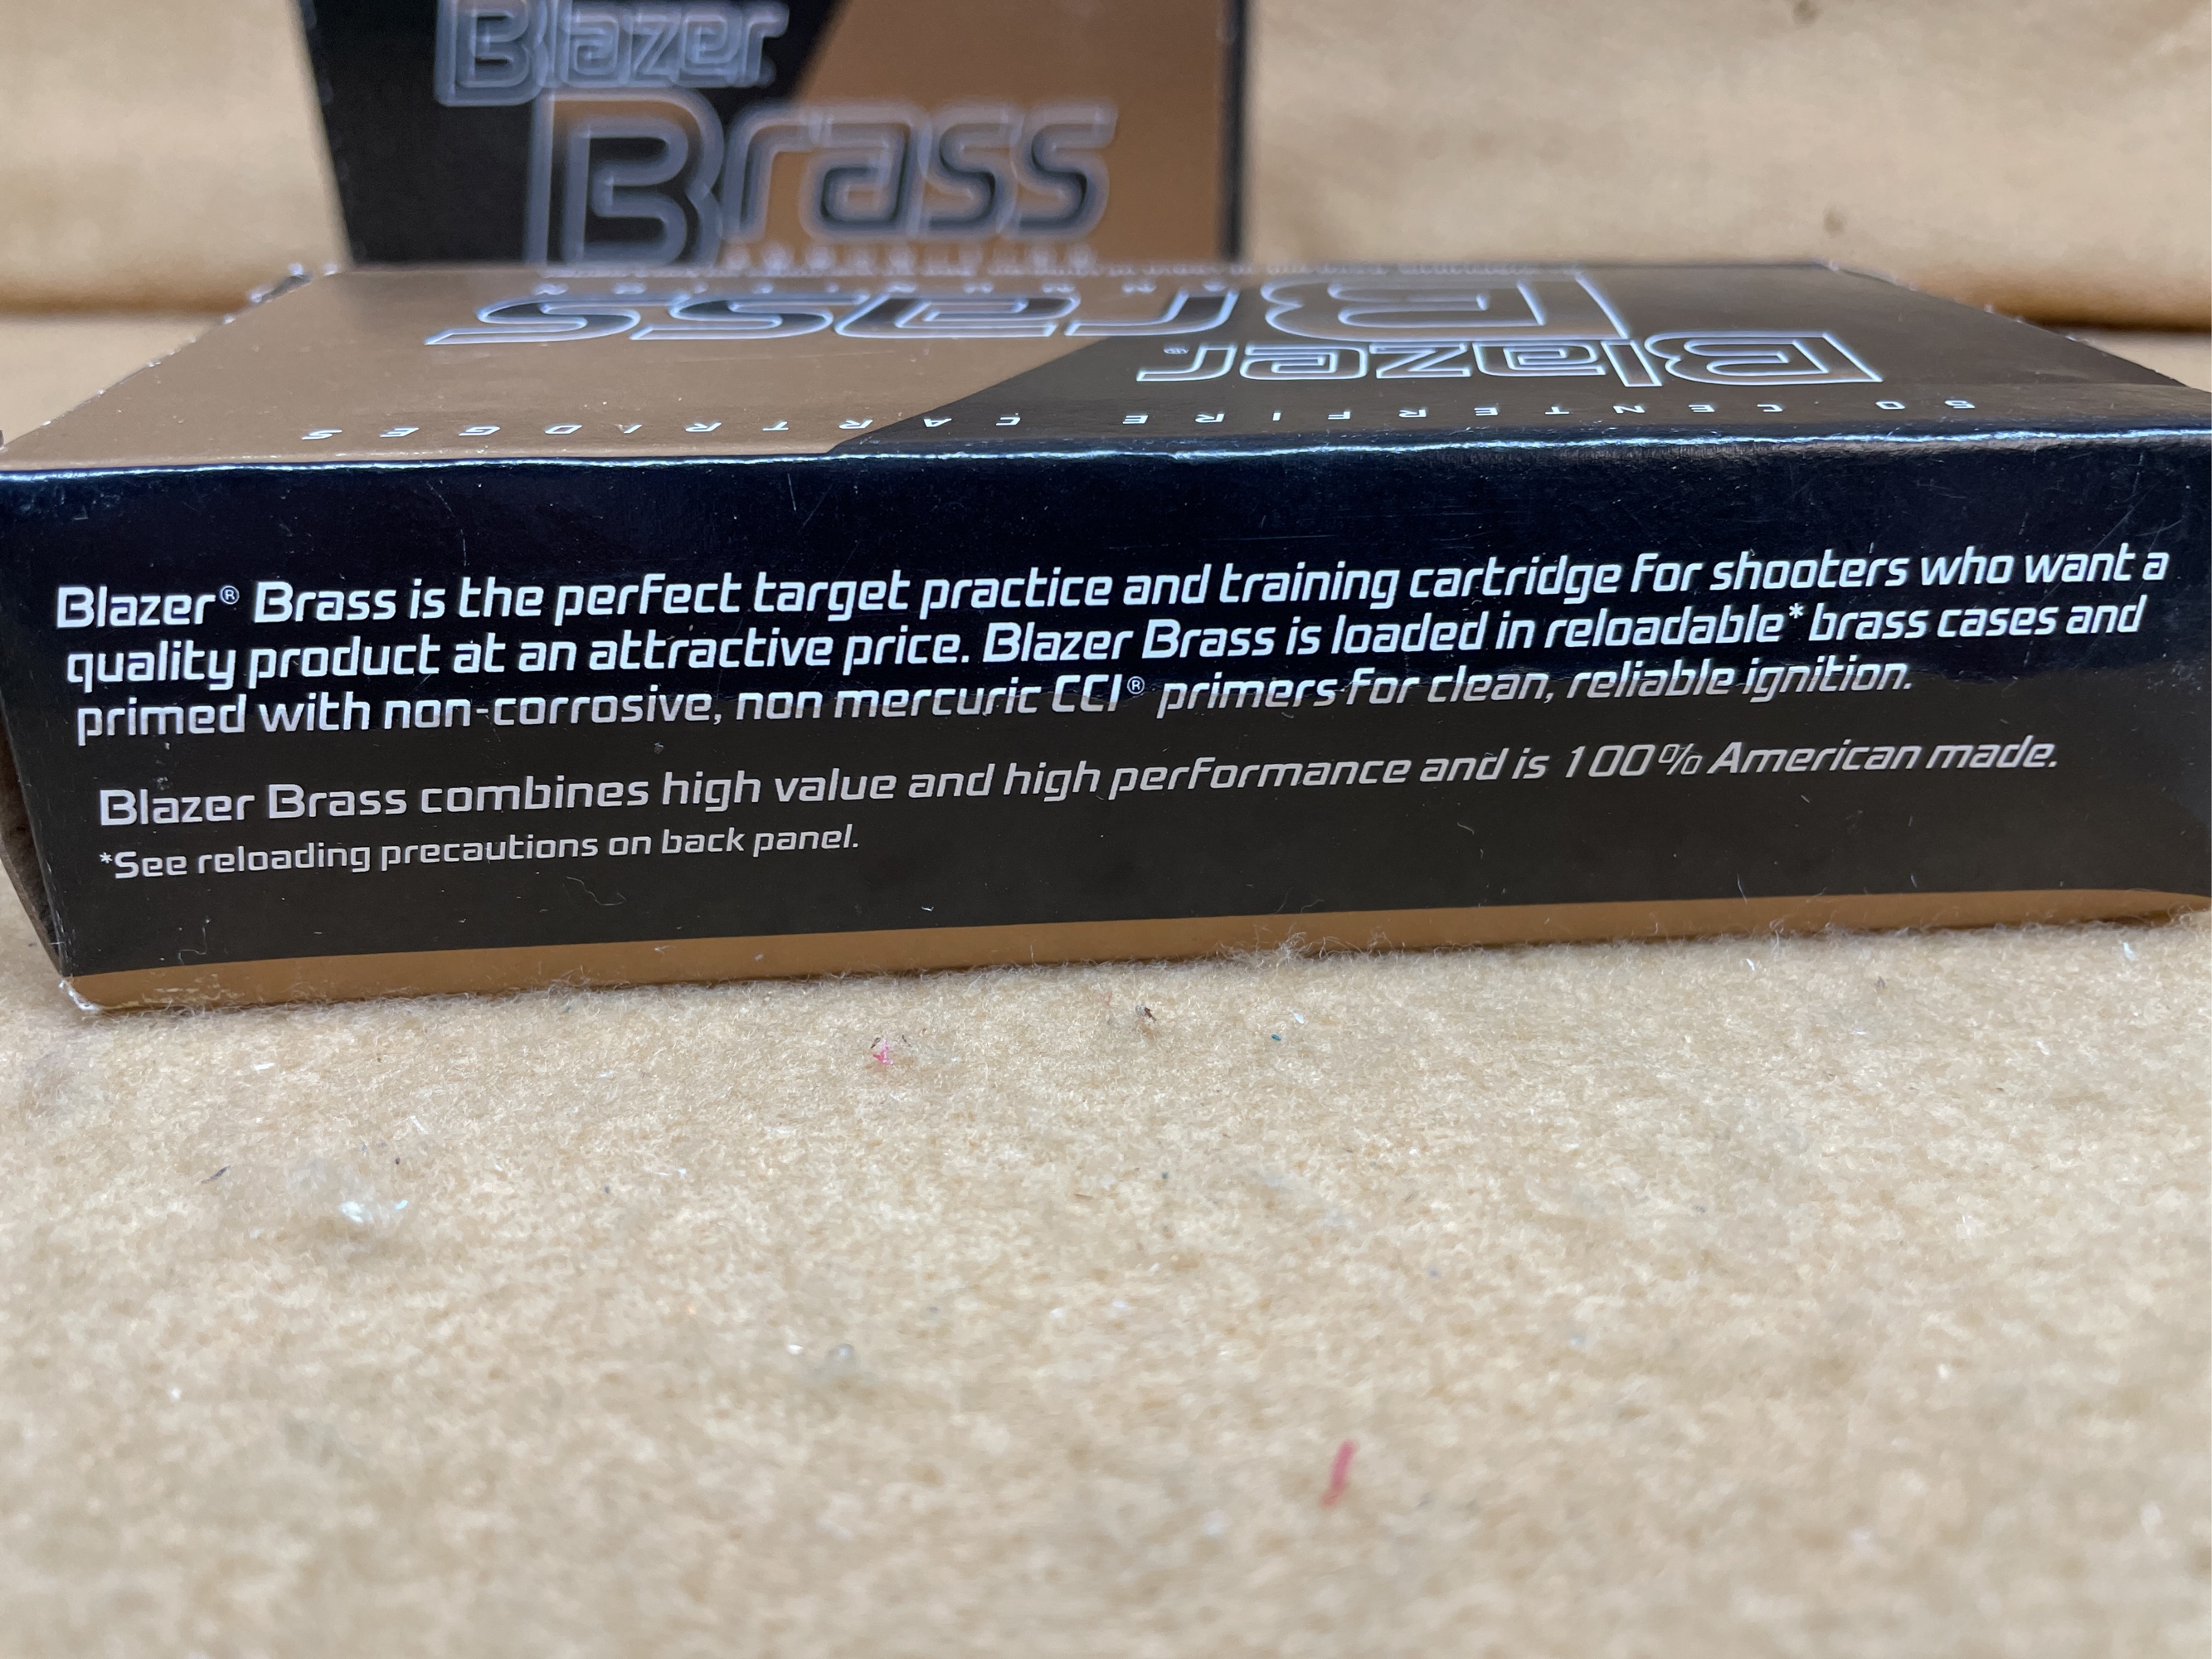 Blazer
Brass
AMMUNITION
Brass
Blazer®
50 CENTERFIRE CARTRIDGES
Blazer® Brass is the perfect target practice and training cartridge for shooters who want a
quality product at an attractive price. Blazer Brass is loaded in reloadable* brass cases and
primed with non-corrosive, non mercuric CCI® primers for clean, reliable ignition.
Blazer Brass combines high value and high performance and is 100% American made.
*See reloading precautions on back panel.